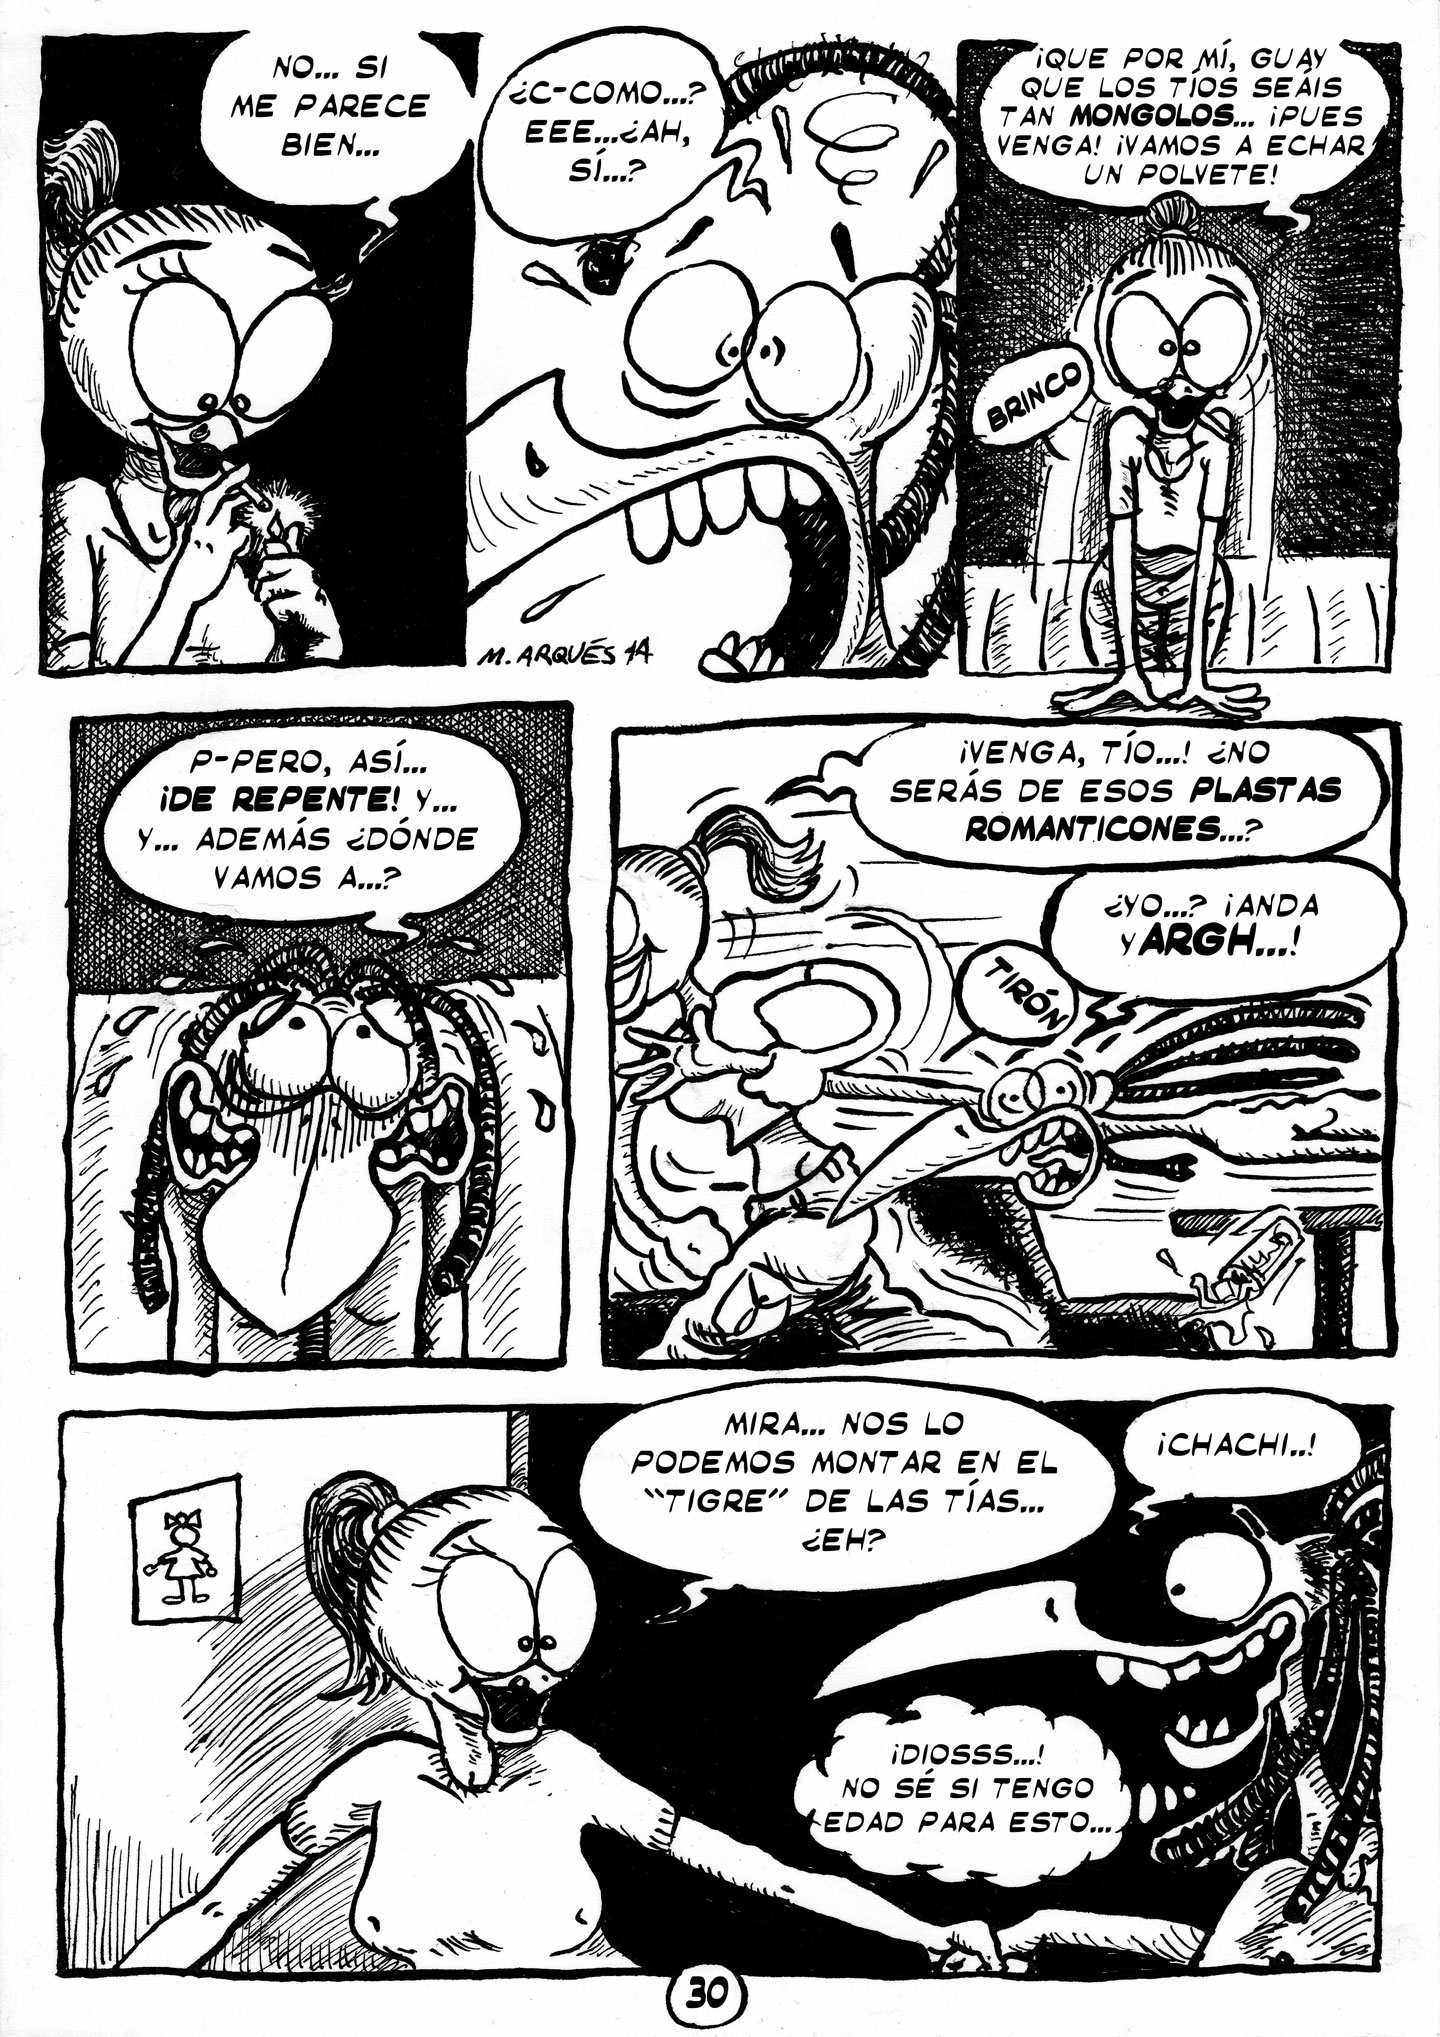 NO... SI
ME PARECE
BIEN...
¿C-COMO...?
EEE...¿AH,
SÍ...?
M. ARQUÉS 14
¡QUE POR MÍ, GUAY
QUE LOS TÍOS SEÁIS
TAN MONGOLOS... ¡PUES
VENGA! ¡VAMOS A ECHAR
UN POLVETE!
BRINCO
P-PERO, ASÍ...
¡DE REPENTE! Y...
Y... ADEMÁS ¿DÓNDE
VAMOS A...?
¡VENGA, TÍO...! ¿NO
SERÁS DE ESOS PLASTAS
ROMANTICONES...?
¿YO...? ¡ANDA
Y ARGH...!
TIRÓN
MIRA... NOS LO
PODEMOS MONTAR EN EL
"TIGRE" DE LAS TÍAS...
¿EH?
¡CHACHI..!
¡DIOSSS...!
NO SÉ SI TENGO
EDAD PARA ESTO...
30